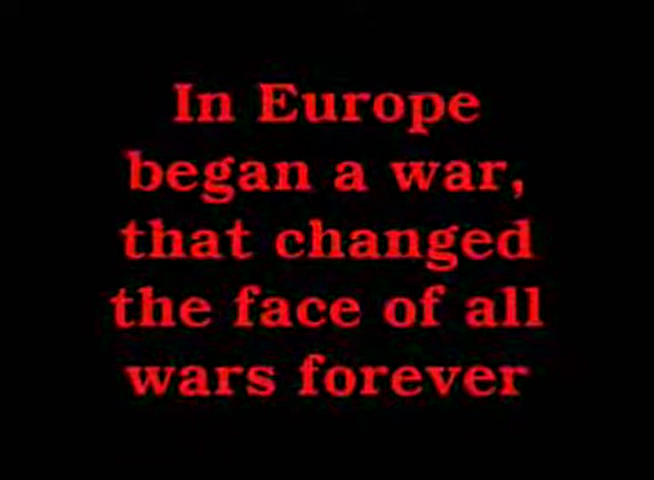 In Europe
began a war,
that changed
the face of all
wars forever